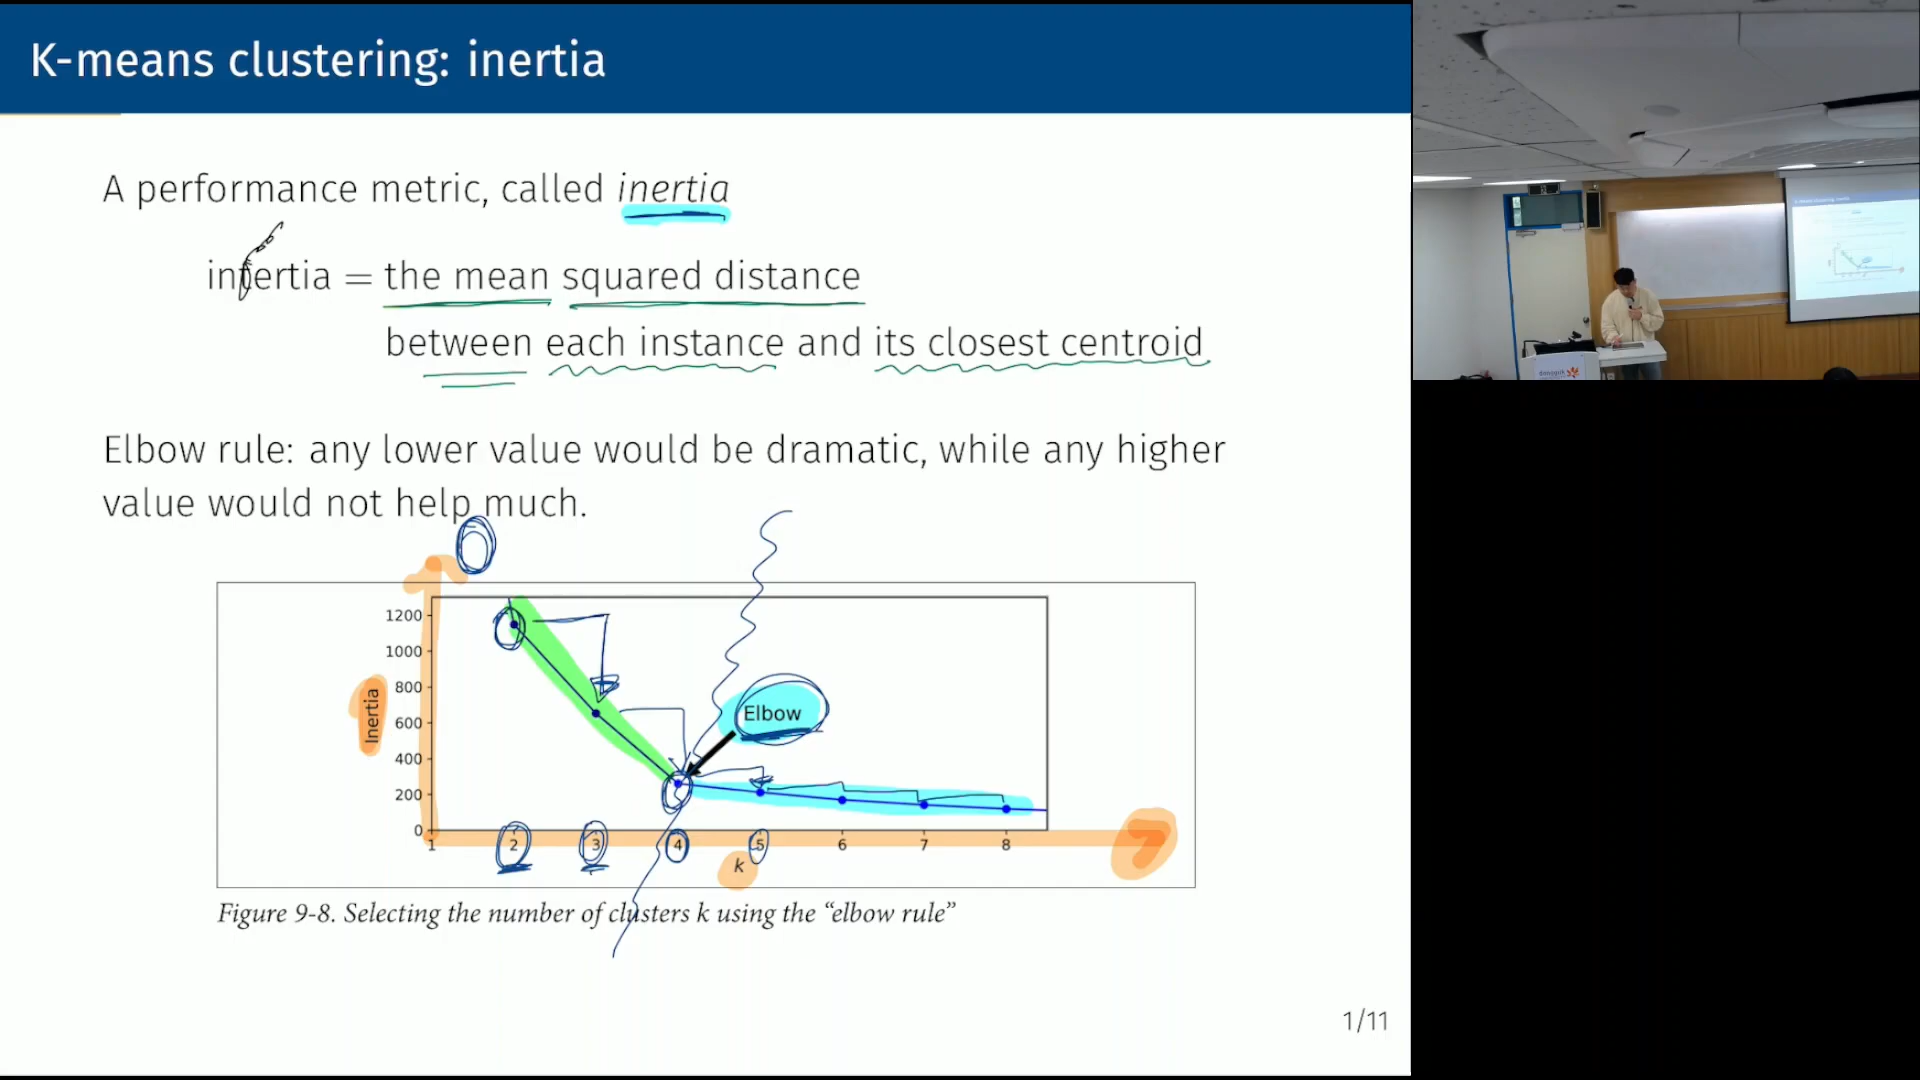 K-means clustering: inertia
A performance metric, called inertia
infertia = the mean squared distance
between each instance and its closest centroid
Elbow rule: any lower value would be dramatic, while any higher
value would not help much.
1200
1000
800
600
400
200
0
Inertia
Elbow
1 2 3 4 5 6 7 8
k
Figure 9-8. Selecting the number of clusters k using the “elbow rule”
1/11
dongguk